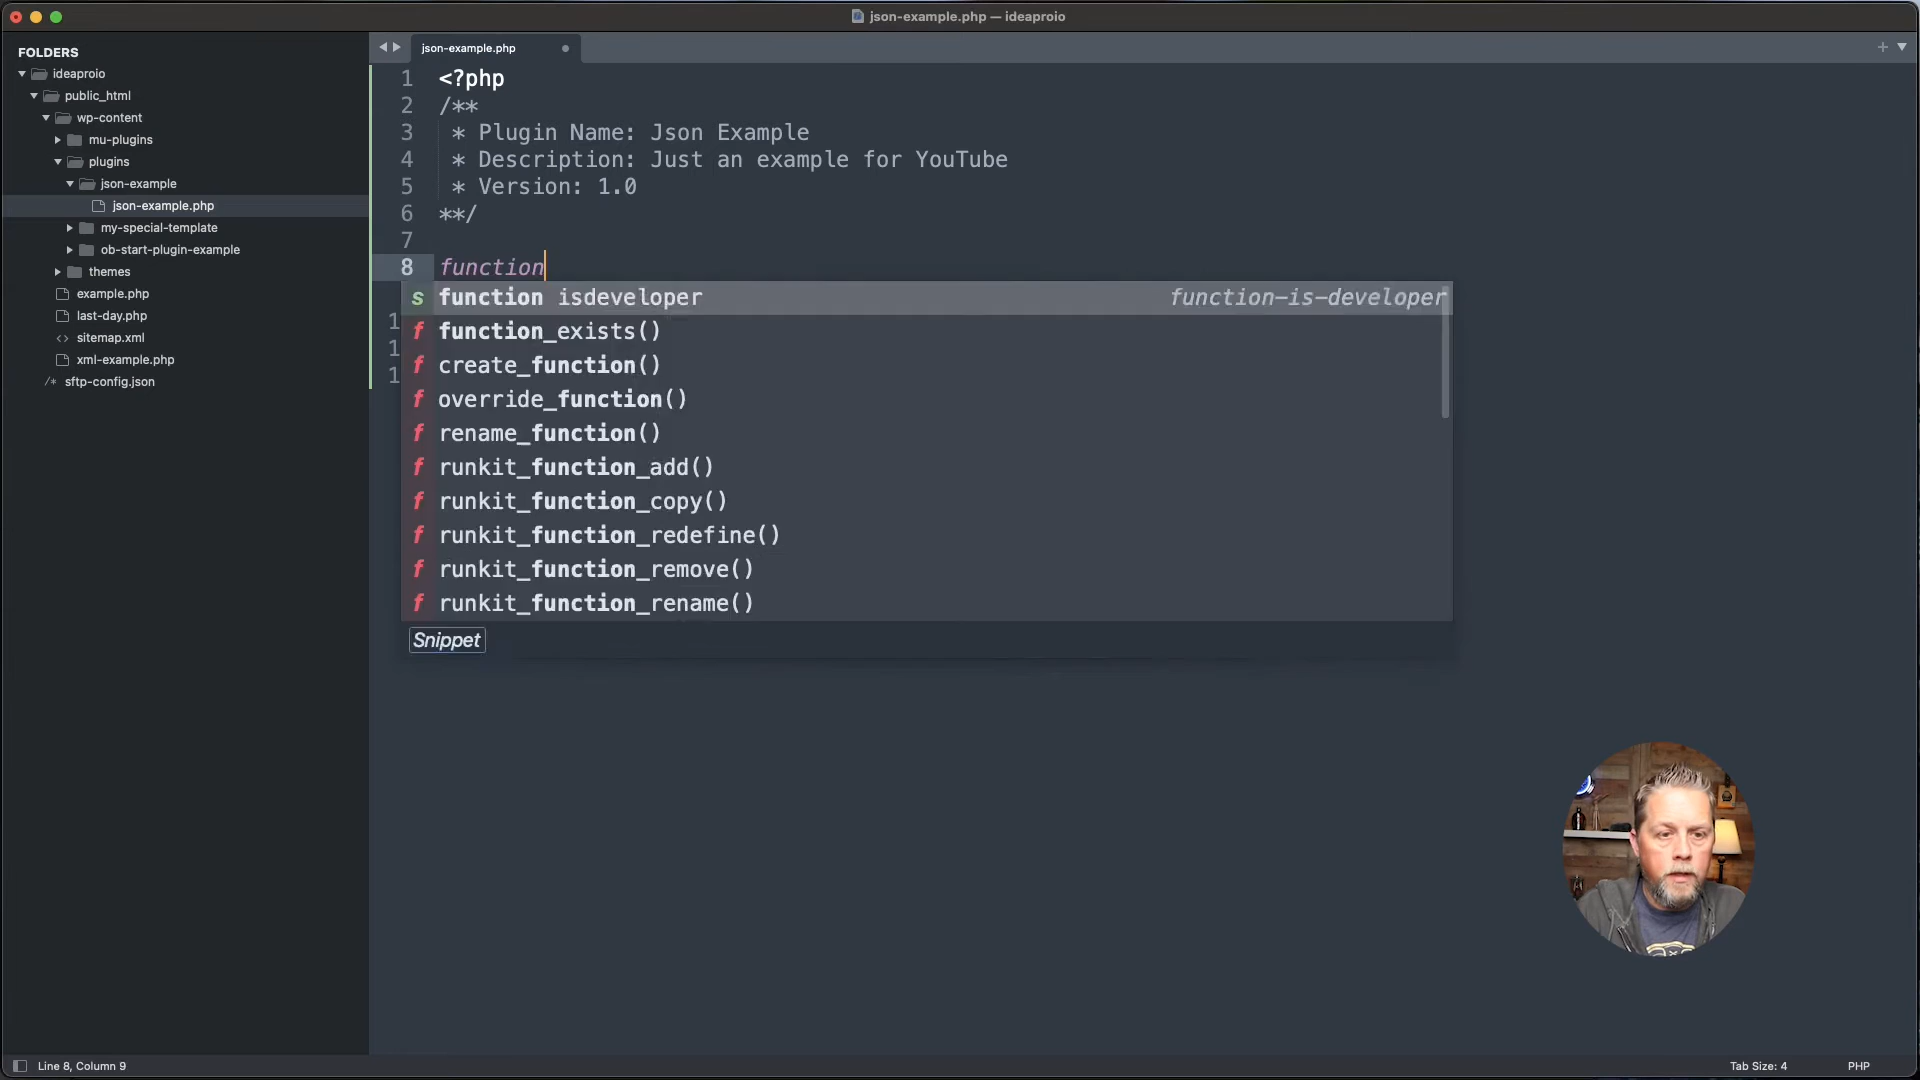 json-example.php — ideaproio
FOLDERS
ideaproio
public_html
wp-content
mu-plugins
plugins
json-example
json-example.php
my-special-template
ob-start-plugin-example
themes
example.php
last-day.php
<> sitemap.xml
xml-example.php
/* sftp-config.json
json-example.php
1 <?php
2 /**
3 * Plugin Name: Json Example
4 * Description: Just an example for YouTube
5 * Version: 1.0
6 **/
7
8 function
s function isdeveloper function-is-developer
1 f function_exists()
1 f create_function()
1
f override_function()
f rename_function()
f runkit_function_add()
f runkit_function_copy()
f runkit_function_redefine()
f runkit_function_remove()
f runkit_function_rename()
Snippet
Line 8, Column 9
Tab Size: 4
PHP